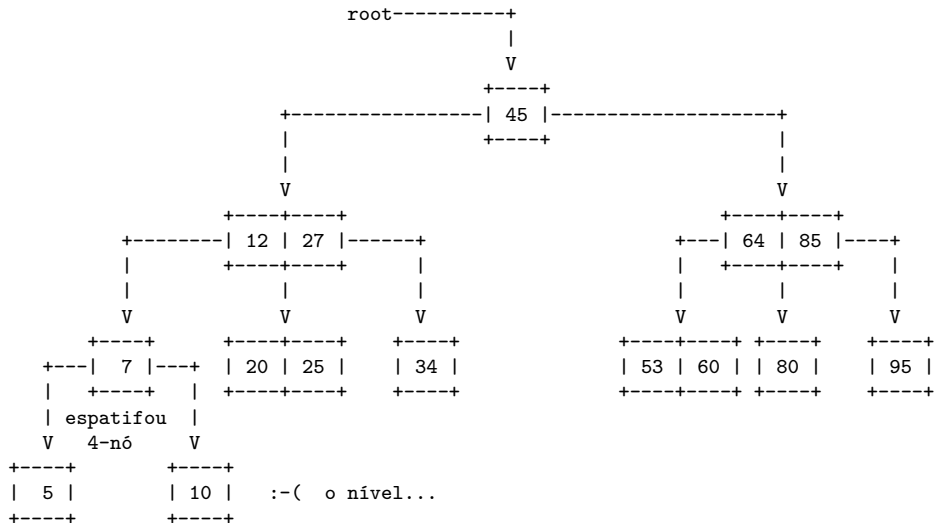 root----------+
|
V
+----+
+-----------------| 45 |--------------------+
| +----+ |
| |
V V
+----+----+ +----+----+
+--------| 12 | 27 |------+ +---| 64 | 85 |----+
| +----+----+ | | +----+----+ |
| | | | | |
V V V V V V
+----+ +----+----+ +----+ +----+----+ +----+ +----+
+---| 7 |---+ | 20 | 25 | | 34 | | 53 | 60 | | 80 | | 95 |
| +----+ | +----+----+ +----+ +----+----+ +----+ +----+
| espatifou |
V 4-nó V
+----+ +----+
| 5 | | 10 | :-( o nível...
+----+ +----+